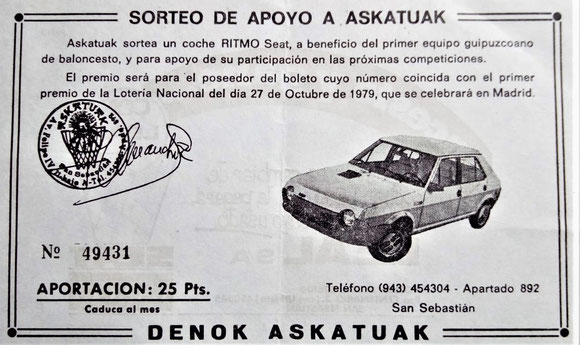 SORTEO DE APOYO A ASKATUAK
Askatuak sortea un coche RITMO Seat, a beneficio del primer equipo guipuzcoano
de baloncesto, y para apoyo de su participación en las próximas competiciones.
El premio será para el poseedor del boleto cuyo número coincida con el primer
premio de la Lotería Nacional del día 27 de Octubre de 1979, que se celebrará en Madrid.
ASKATUAK
San Sebastián
Nº 49431
APORTACION: 25 Pts.
Caduca al mes
Teléfono (943) 454304 - Apartado 892
San Sebastián
DENOK ASKATUAK